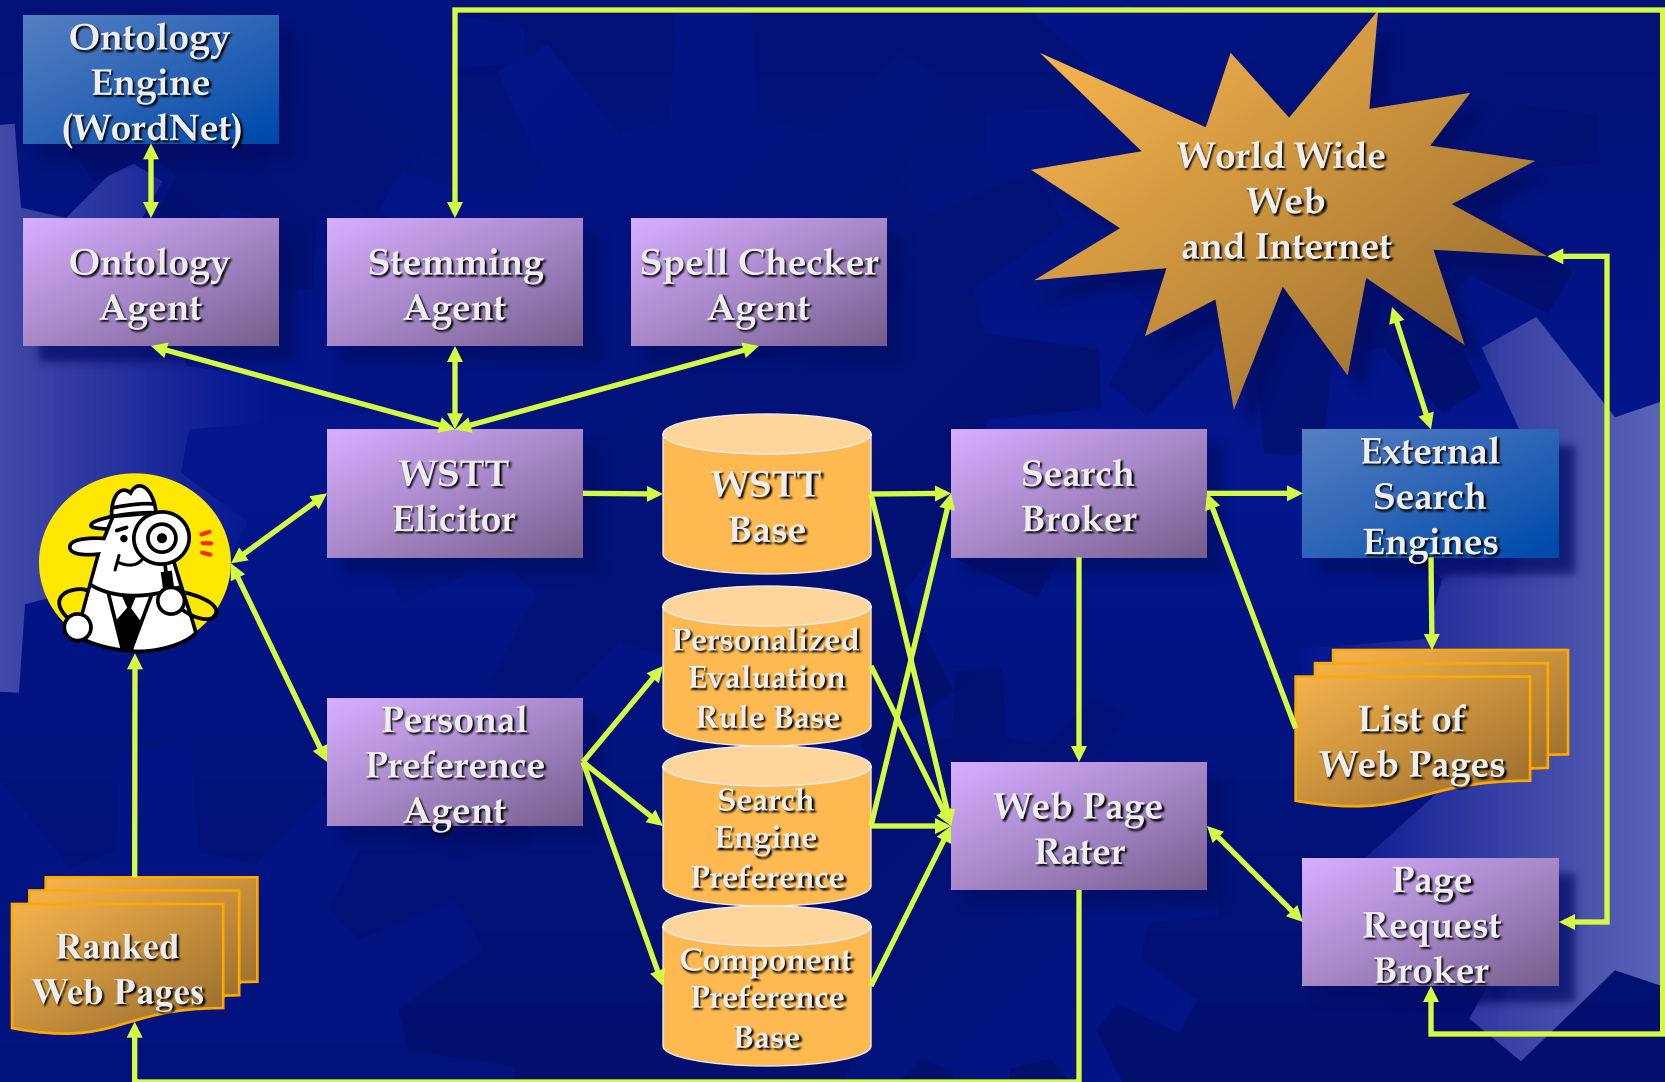 Ontology
Engine
(WordNet)
World Wide
Web
and Internet
Ontology
Agent
Stemming
Agent
Spell Checker
Agent
WSTT
Elicitor
WSTT
Base
Search
Broker
External
Search
Engines
Personalized
Evaluation
Rule Base
Personal
Preference
Agent
List of
Web Pages
Search
Engine
Preference
Web Page
Rater
Page
Request
Broker
Ranked
Web Pages
Component
Preference
Base